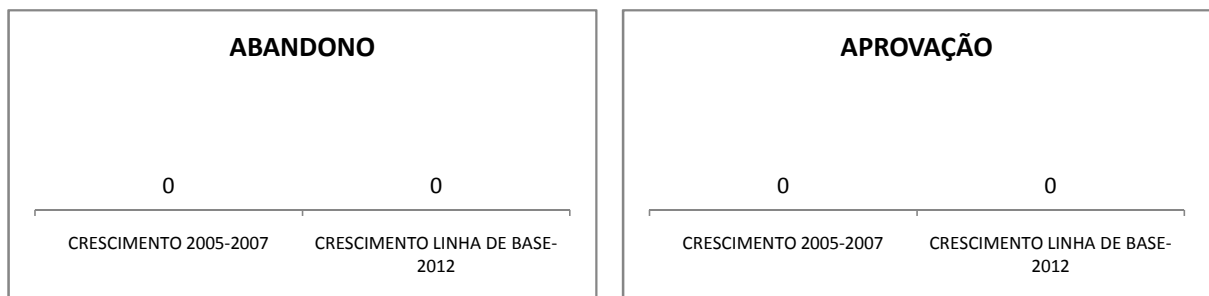 ABANDONO
0
0
CRESCIMENTO 2005-2007
CRESCIMENTO LINHA DE BASE-
2012
APROVAÇÃO
0
0
CRESCIMENTO 2005-2007
CRESCIMENTO LINHA DE BASE-
2012